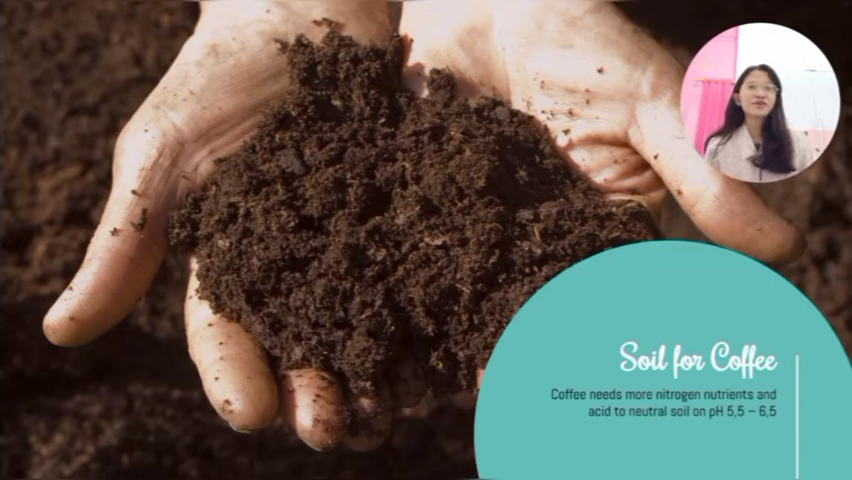 Soil for Coffee
Coffee needs more nitrogen nutrients and
acid to neutral soil on pH 5,5 – 6,5